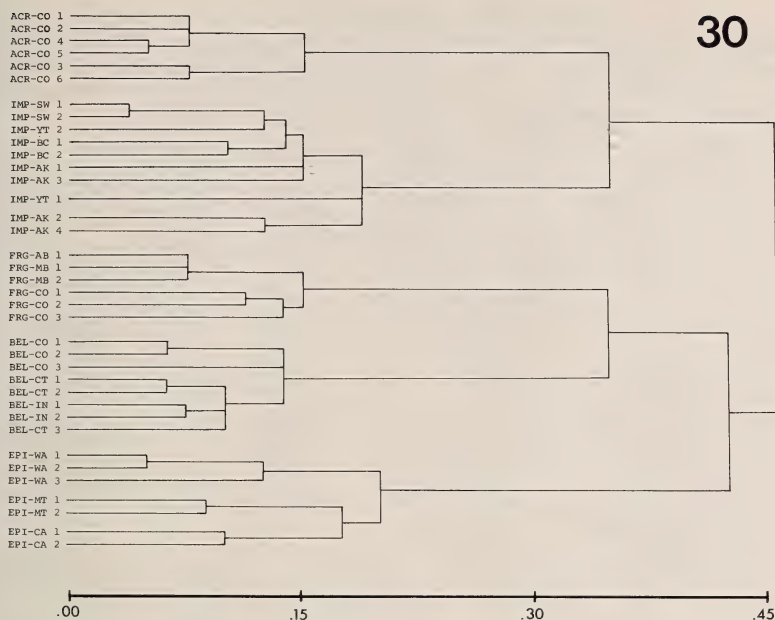 30
ACR-CO 1
ACR-CO 2
ACR-CO 4
ACR-CO 5
ACR-CO 3
ACR-CO 6
IMP-SW 1
IMP-SW 2
IMP-YT 2
IMP-BC 1
IMP-BC 2
IMP-AK 1
IMP-AK 3
IMP-YT 1
IMP-AK 2
IMP-AK 4
FRG-AB 1
FRG-MB 1
FRG-MB 2
FRG-CO 1
FRG-CO 2
FRG-CO 3
BEL-CO 1
BEL-CO 2
BEL-CO 3
BEL-CT 1
BEL-CT 2
BEL-IN 1
BEL-IN 2
BEL-CT 3
EPI-WA 1
EPI-WA 2
EPI-WA 3
EPI-MT 1
EPI-MT 2
EPI-CA 1
EPI-CA 2
.00 .15 .30 .45